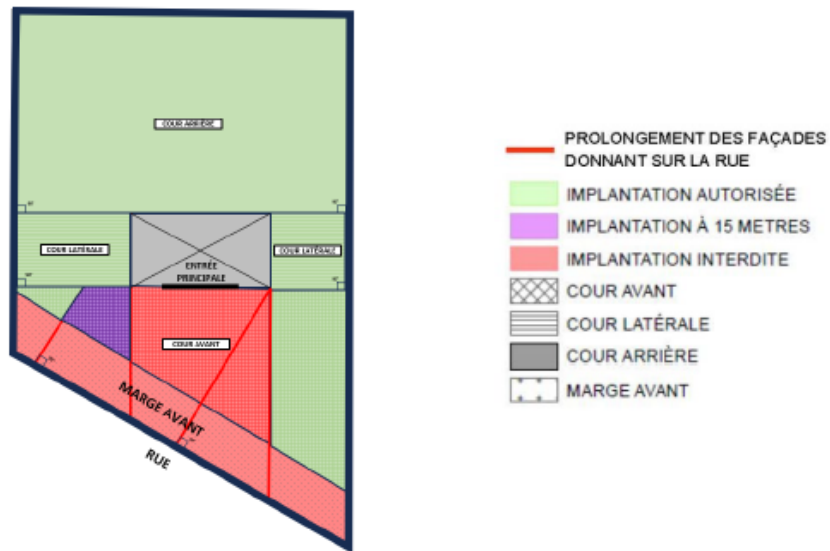 COUR ARRIÈRE
COUR LATÉRALE
COUR LATÉRALE
ENTRÉE
PRINCIPALE
COUR AVANT
MARGE AVANT
RUE
PROLONGEMENT DES FAÇADES
DONNANT SUR LA RUE
IMPLANTATION AUTORISÉE
IMPLANTATION À 15 METRES
IMPLANTATION INTERDITE
COUR AVANT
COUR LATÉRALE
COUR ARRIÈRE
MARGE AVANT